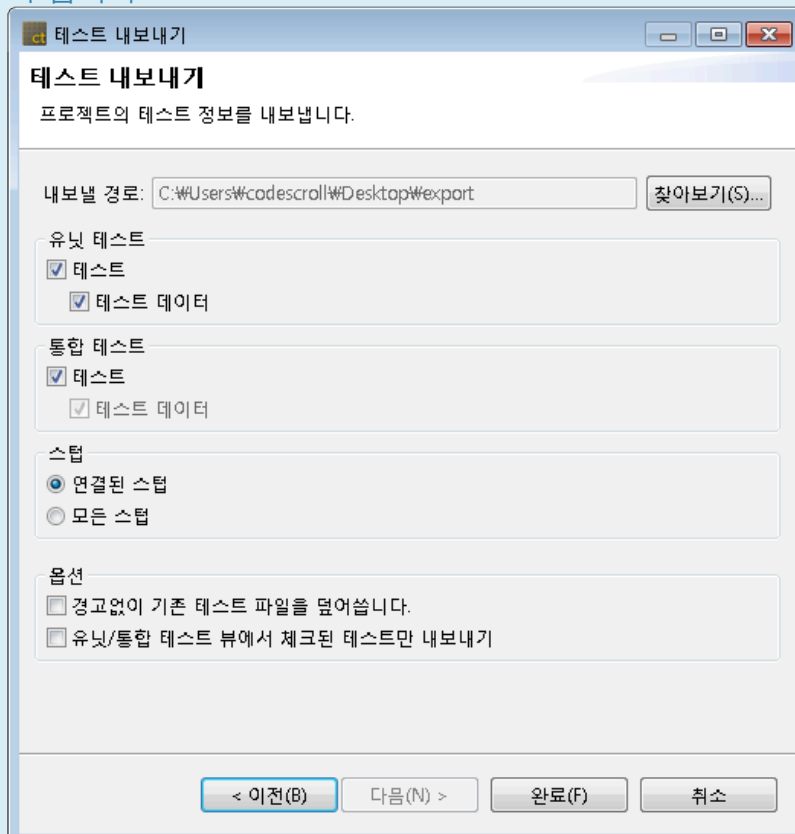 ct 테스트 내보내기
테스트 내보내기
프로젝트의 테스트 정보를 내보냅니다.
내보낼 경로: C:₩Users₩codescroll₩Desktop₩export 찾아보기(S)...
유닛 테스트
테스트
테스트 데이터
통합 테스트
테스트
테스트 데이터
스텁
연결된 스텁
모든 스텁
옵션
경고없이 기존 테스트 파일을 덮어씁니다.
유닛/통합 테스트 뷰에서 체크된 테스트만 내보내기
< 이전(B) 다음(N) > 완료(F) 취소